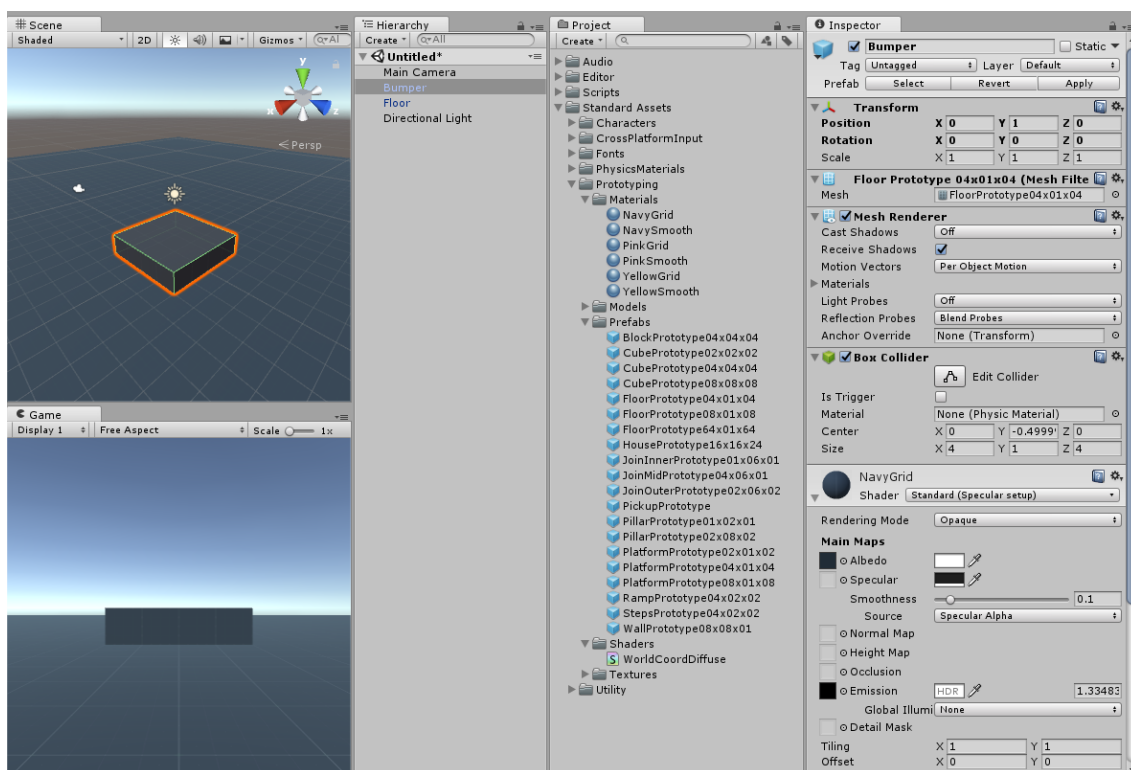 Scene
Shaded
2D
Gizmos
Q▾Al
y
x
z
Persp
Game
Display 1
Free Aspect
Scale
1x
Hierarchy
Create
Q▾All
Untitled*
Main Camera
Bumper
Floor
Directional Light
Project
Create
Audio
Editor
Scripts
Standard Assets
Characters
CrossPlatformInput
Fonts
PhysicsMaterials
Prototyping
Materials
NavyGrid
NavySmooth
PinkGrid
PinkSmooth
YellowGrid
YellowSmooth
Models
Prefabs
BlockPrototype04x04x04
CubePrototype02x02x02
CubePrototype04x04x04
CubePrototype08x08x08
FloorPrototype04x01x04
FloorPrototype08x01x08
FloorPrototype64x01x64
HousePrototype16x16x24
JoinInnerPrototype01x06x01
JoinMidPrototype04x06x01
JoinOuterPrototype02x06x02
PickupPrototype
PillarPrototype01x02x01
PillarPrototype02x08x02
PlatformPrototype02x01x02
PlatformPrototype04x01x04
PlatformPrototype08x01x08
RampPrototype04x02x02
StepsPrototype04x02x02
WallPrototype08x08x01
Shaders
WorldCoordDiffuse
Textures
Utility
Inspector
Bumper Static
Tag Untagged Layer Default
Prefab Select Revert Apply
Transform
Position X 0 Y 1 Z 0
Rotation X 0 Y 0 Z 0
Scale X 1 Y 1 Z 1
Floor Prototype 04x01x04 (Mesh Filte
Mesh FloorPrototype04x01x04
Mesh Renderer
Cast Shadows Off
Receive Shadows
Motion Vectors Per Object Motion
Materials
Light Probes Off
Reflection Probes Blend Probes
Anchor Override None (Transform)
Box Collider
Edit Collider
Is Trigger
Material None (Physic Material)
Center X 0 Y -0.4999 Z 0
Size X 4 Y 1 Z 4
NavyGrid
Shader Standard (Specular setup)
Rendering Mode Opaque
Main Maps
Albedo
Specular
Smoothness 0.1
Source Specular Alpha
Normal Map
Height Map
Occlusion
Emission HDR 1.33483
Global Illumi None
Detail Mask
Tiling X 1 Y 1
Offset X 0 Y 0